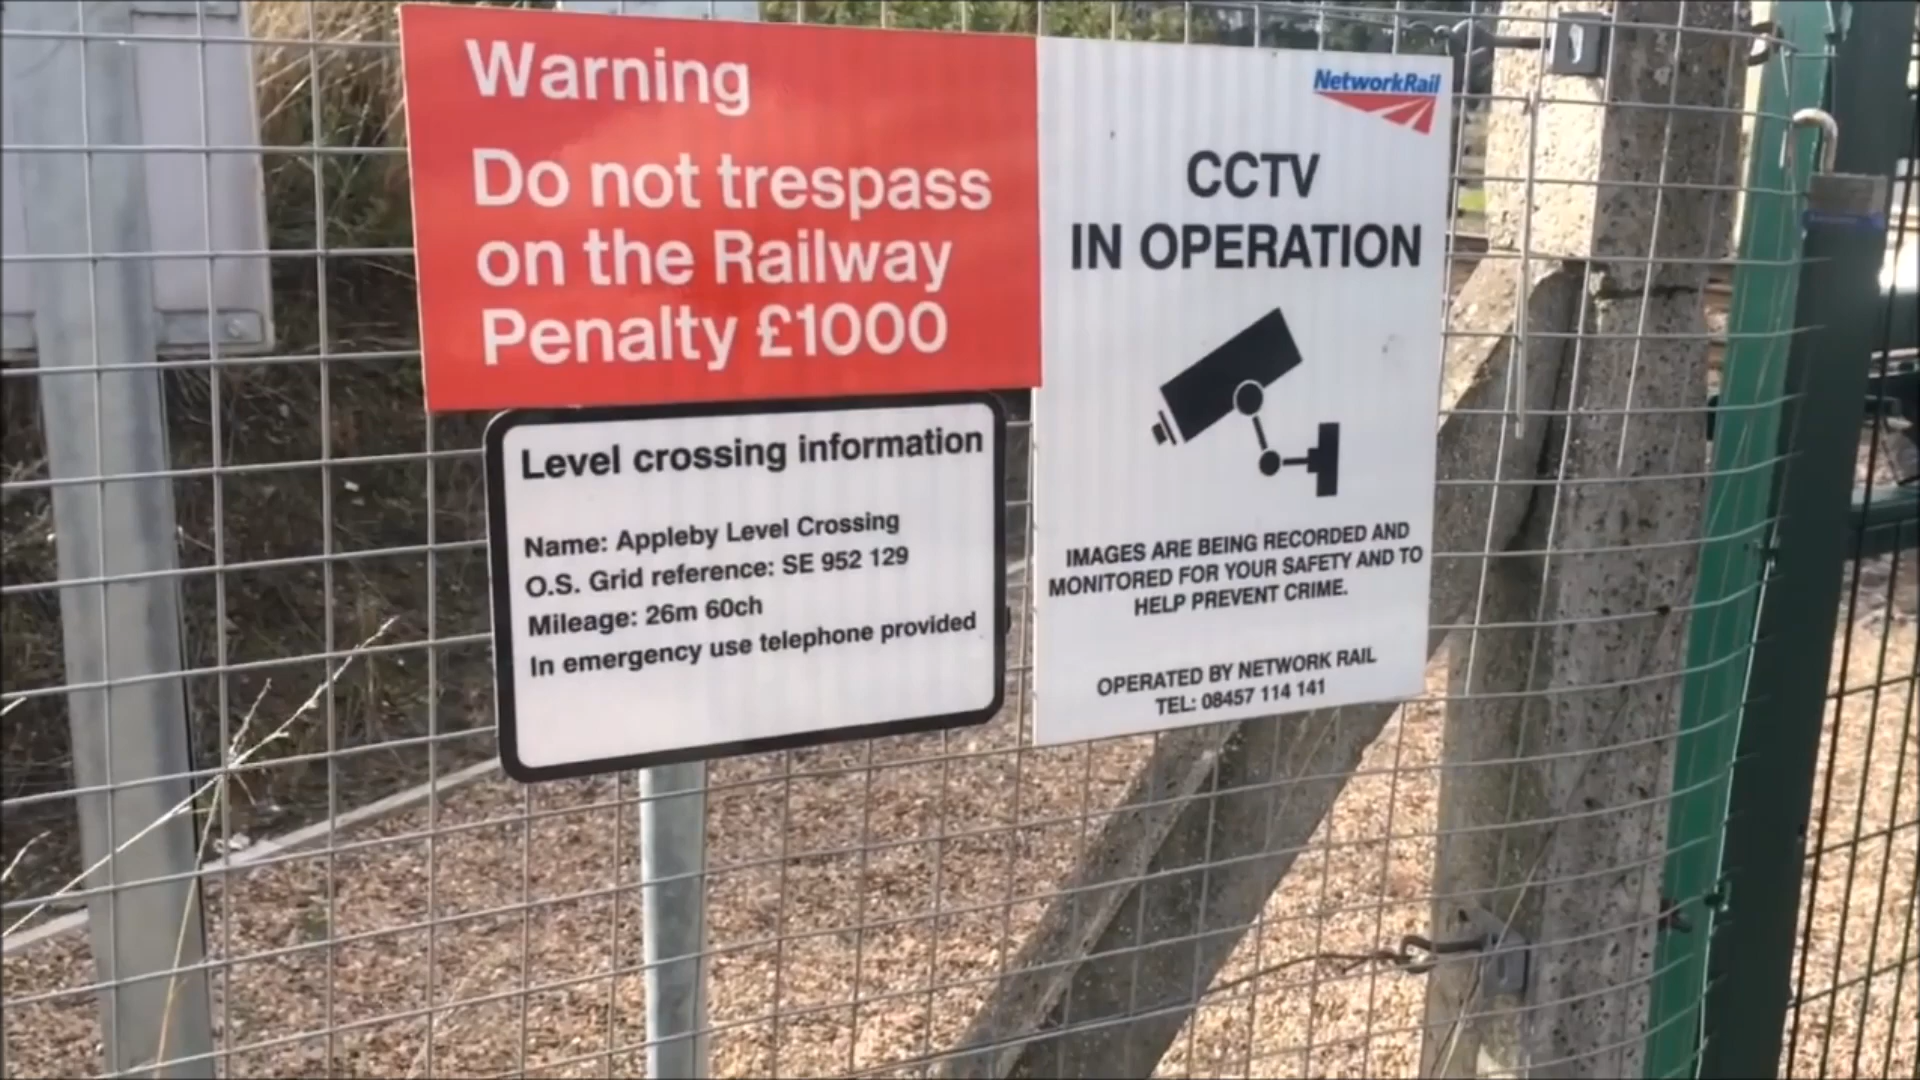 Warning
Do not trespass
on the Railway
Penalty £1000
Level crossing information
Name: Appleby Level Crossing
O.S. Grid reference: SE 952 129
Mileage: 26m 60ch
In emergency use telephone provided
NetworkRail
CCTV
IN OPERATION
IMAGES ARE BEING RECORDED AND
MONITORED FOR YOUR SAFETY AND TO
HELP PREVENT CRIME.
OPERATED BY NETWORK RAIL
TEL: 08457 114 141